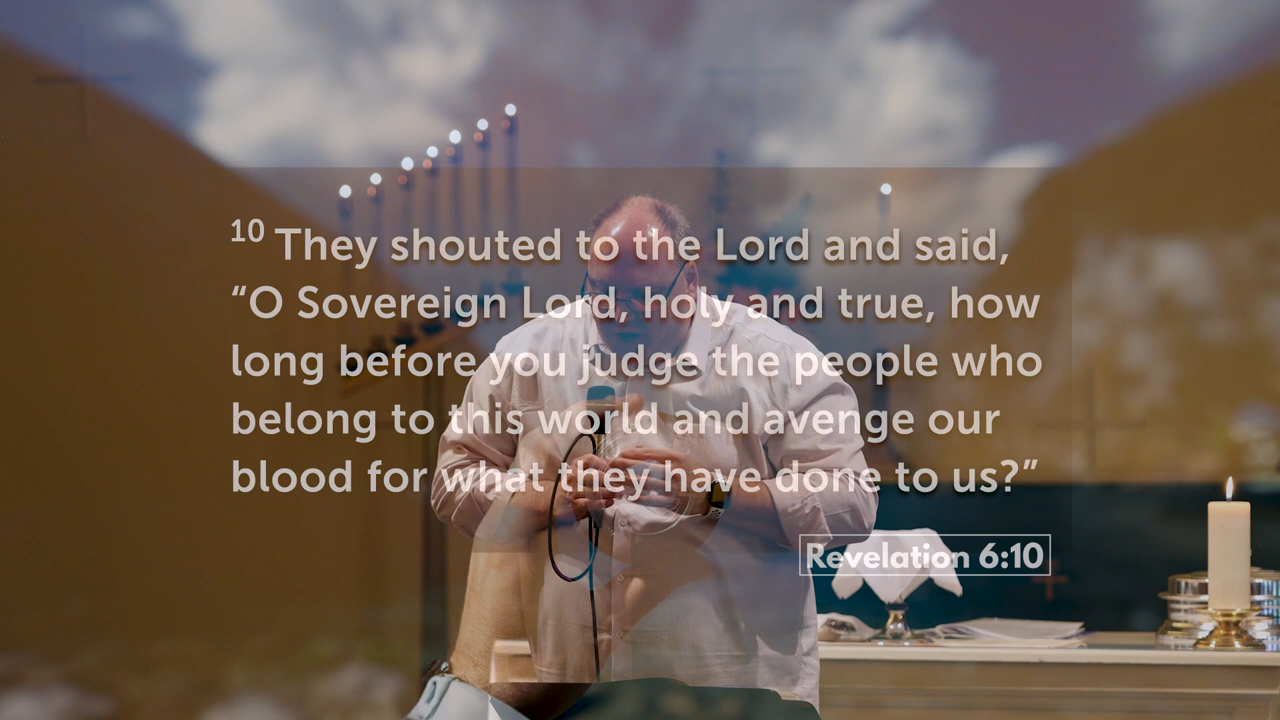 10 They shouted to the Lord and said,
“O Sovereign Lord, holy and true, how
long before you judge the people who
belong to this world and avenge our
blood for what they have done to us?”
Revelation 6:10